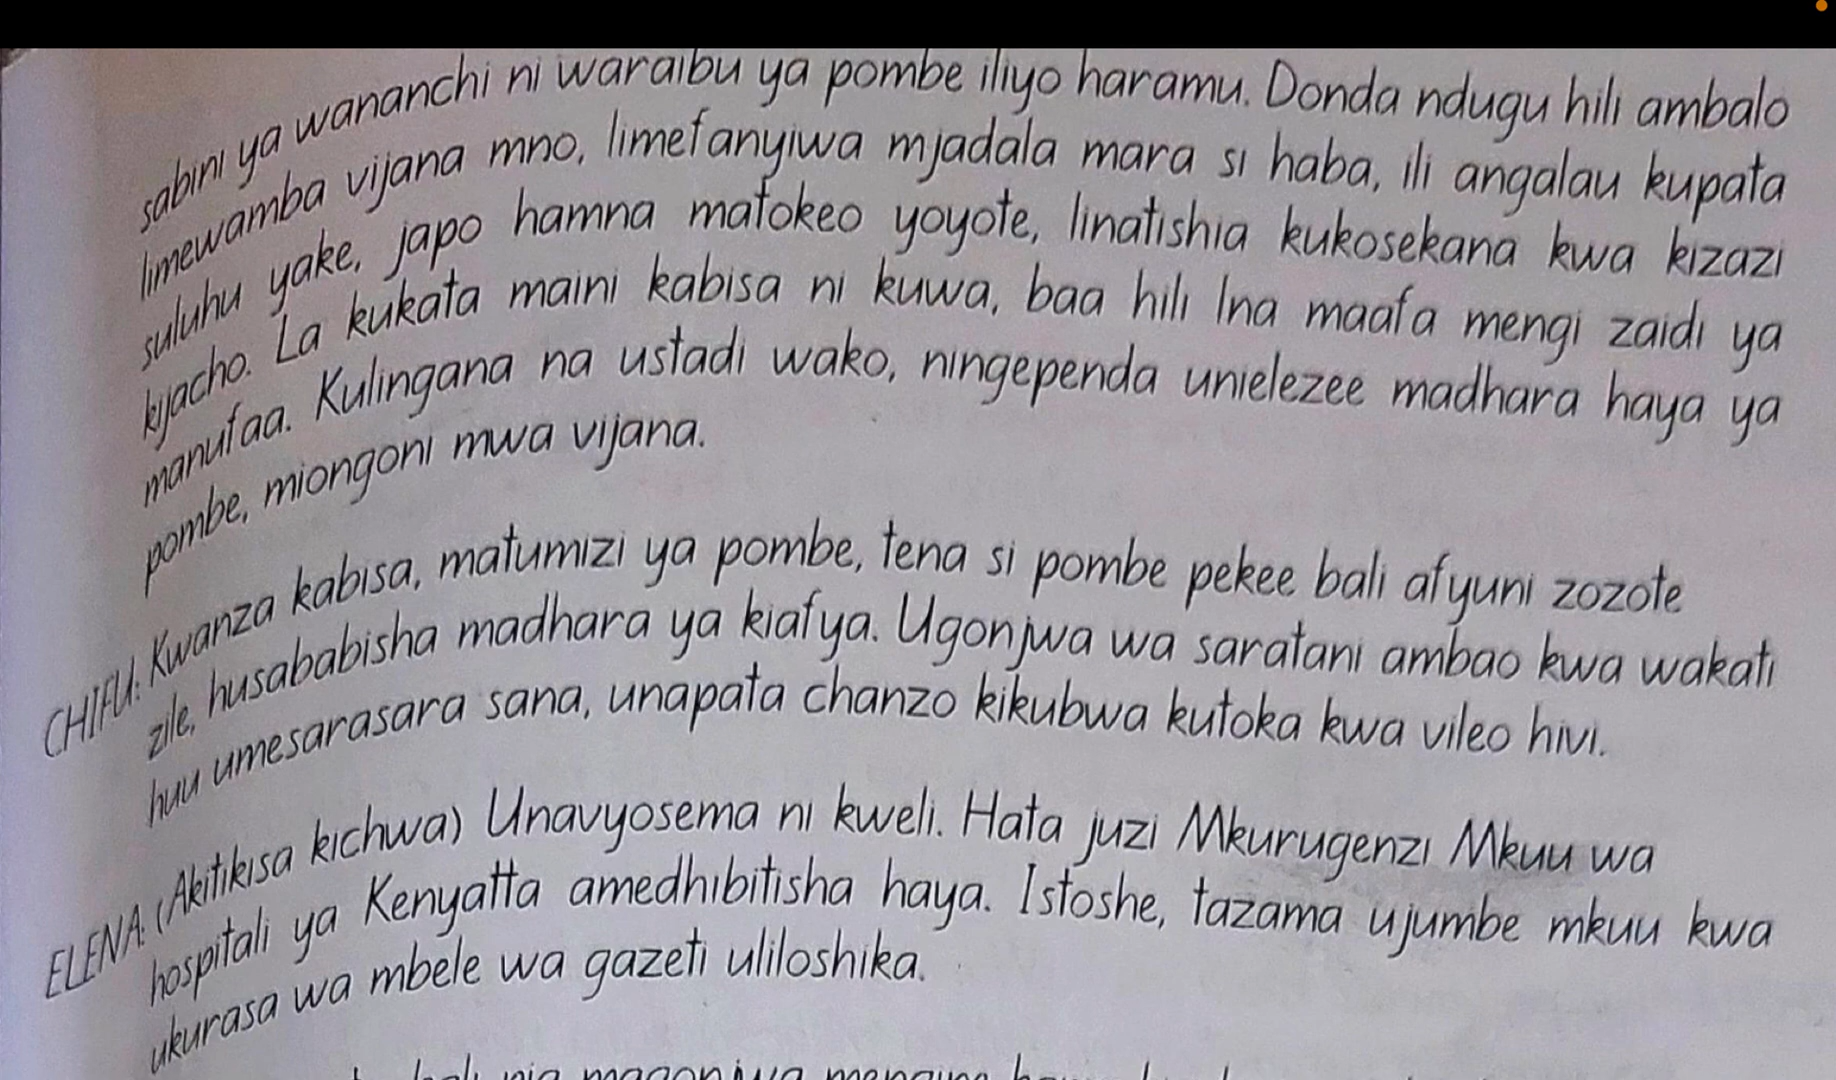 sabini ya wananchi ni waraibu ya pombe iliyo haramu. Donda ndugu hili ambalo
limewamba vijana mno, limefanyiwa mjadala mara si haba, ili angalau kupata
suluhu yake, japo hamna matokeo yoyote, linatishia kukosekana kwa kizazi
kijacho. La kukata maini kabisa ni kuwa, baa hili Ina maafa mengi zaidi ya
manufaa. Kulingana na ustadi wako, ningependa unielezee madhara haya ya
pombe, miongoni mwa vijana.
CHIFU: Kwanza kabisa, matumizi ya pombe, tena si pombe pekee bali afyuni zozote
zile, husababisha madhara ya kiafya. Ugonjwa wa saratani ambao kwa wakati
huu umesarasara sana, unapata chanzo kikubwa kutoka kwa vileo hivi.
ELENA: (Akitikisa kichwa) Unavyosema ni kweli. Hata juzi Mkurugenzi Mkuu wa
hospitali ya Kenyatta amedhibitisha haya. Istoshe, tazama ujumbe mkuu kwa
ukurasa wa mbele wa gazeti uliloshika.